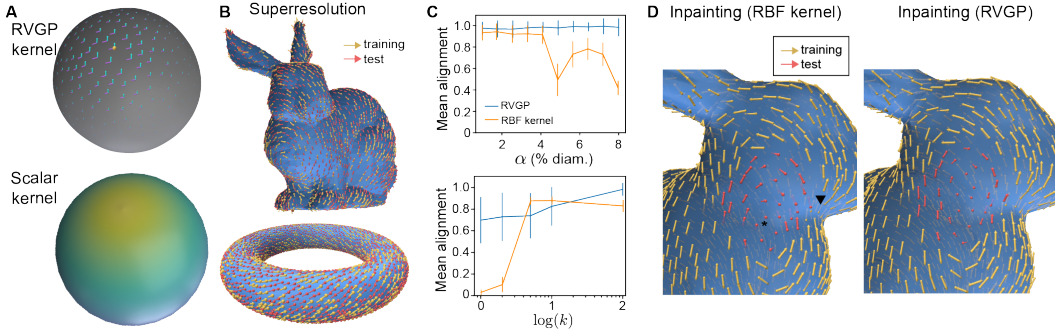 A
RVGP
kernel
Scalar
kernel
B
Superresolution
training
test
C
Mean alignment
1.0
0.8
0.6
0.4
0.2
0
RVGP
RBF kernel
2
4
6
8
α (% diam.)
Mean alignment
1.0
0.8
0.6
0.4
0.2
0
0
1
2
log(k)
D
Inpainting (RBF kernel)
Inpainting (RVGP)
training
test
*